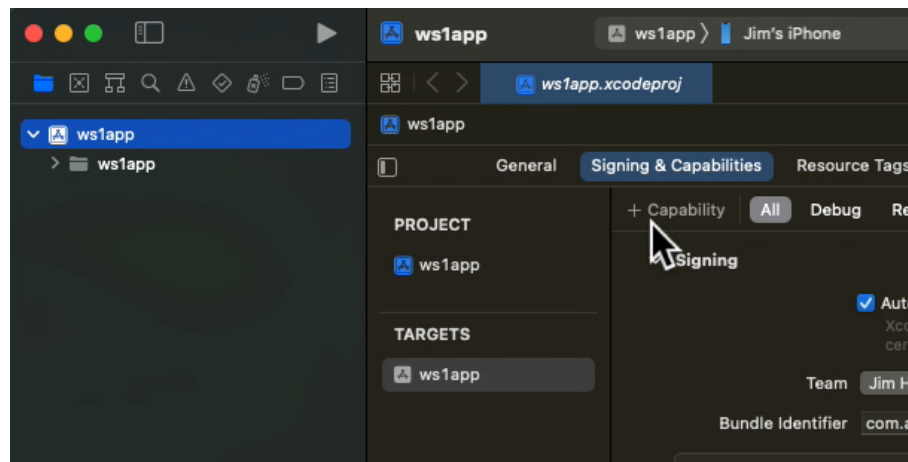 ws1app
ws1app 〉 Jim's iPhone
ws1app.xcodeproj
ws1app
ws1app
ws1app
General Signing & Capabilities Resource Tags
+ Capability All Debug
PROJECT
ws1app
Signing
TARGETS
ws1app
Team Jim
Bundle Identifier